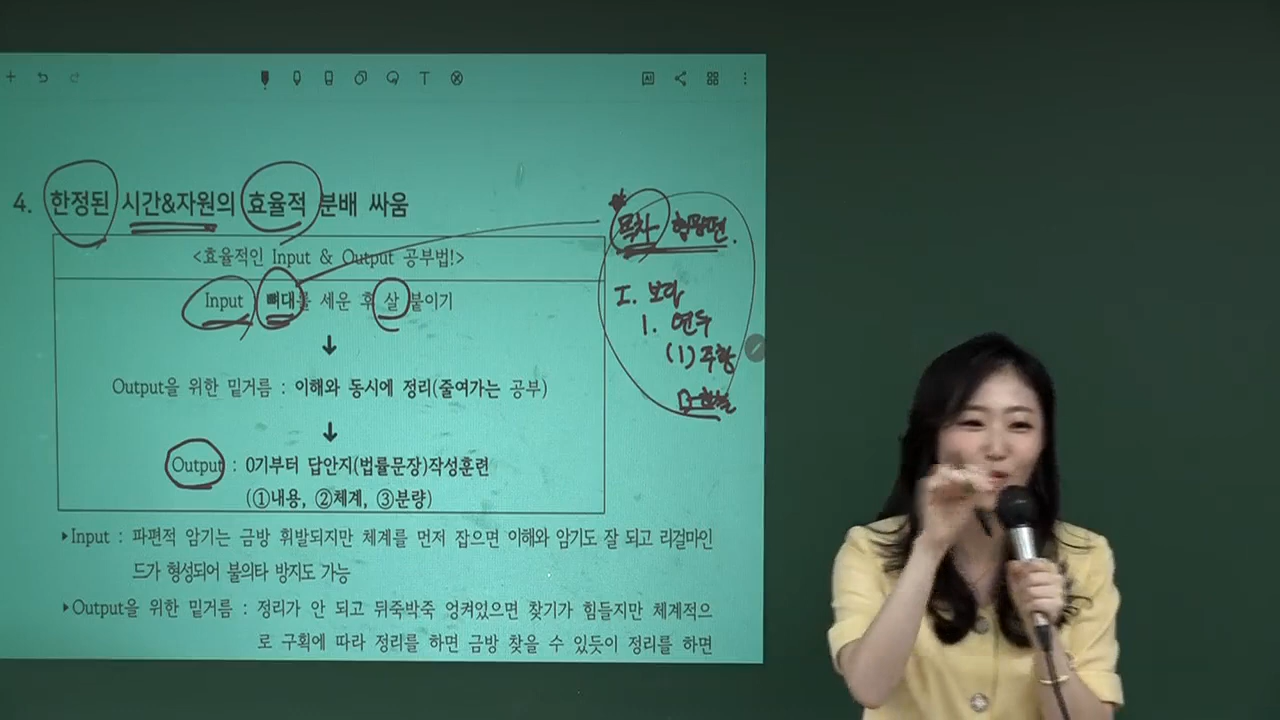 4. 한정된 시간&자원의 효율적 분배 싸움
<효율적인 Input & Output 공부법!>
Input 뼈대를 세운 후 살 붙이기
↓
Output을 위한 밑거름 : 이해와 동시에 정리(줄여가는 공부)
↓
Output : 0기부터 답안지(법률문장)작성훈련
(①내용, ②체계, ③분량)
▸Input : 파편적 암기는 금방 휘발되지만 체계를 먼저 잡으면 이해와 암기도 잘 되고 리걸마인
드가 형성되어 불의타 방지도 가능
▸Output을 위한 밑거름 : 정리가 안 되고 뒤죽박죽 엉켜있으면 찾기가 힘들지만 체계적으
로 구획에 따라 정리를 하면 금방 찾을 수 있듯이 정리를 하면
목차
I.
1. 연두
(1) 주황
T
AI